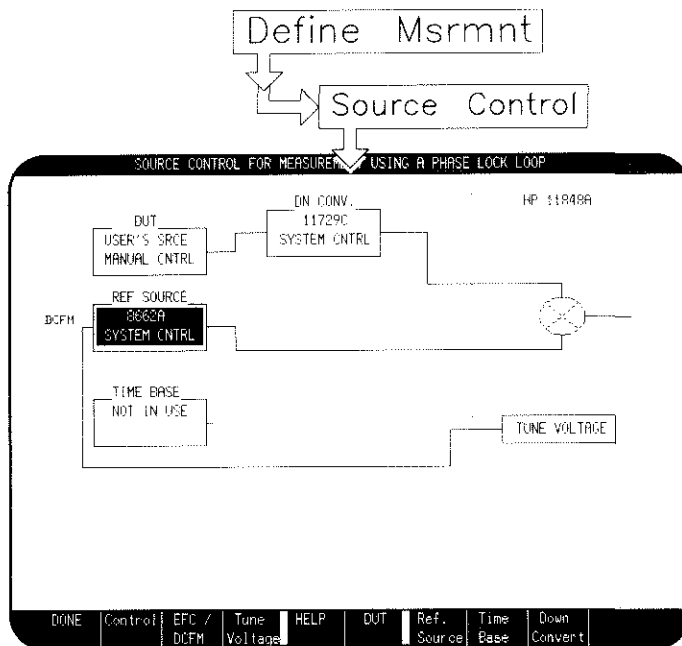 Define Msrmnt
Source Control
SOURCE CONTROL FOR MEASUREMENT USING A PHASE LOCK LOOP
HP 11848A
DN CONV.
11729C
SYSTEM CNTRL
DUT
USER'S SRCE
MANUAL CNTRL
REF SOURCE
DCFM
8662A
SYSTEM CNTRL
TIME BASE
NOT IN USE
TUNE VOLTAGE
DONE Control EFC / DCFM Tune Voltage HELP DUT Ref. Source Time Base Down Convert